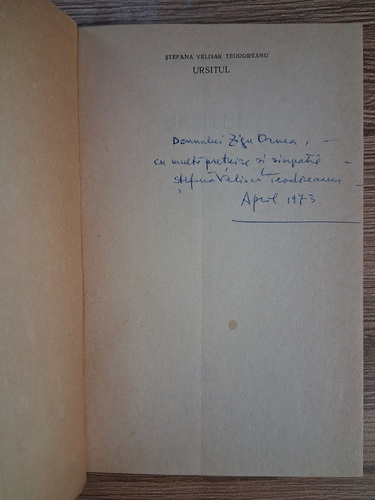 ȘTEFANA VELISAR TEODOREANU
URSITUL
Domnului Zigu Ornea, –
cu multă prețuire și simpatie –
Ștefana Velisar Teodoreanu
April 1973